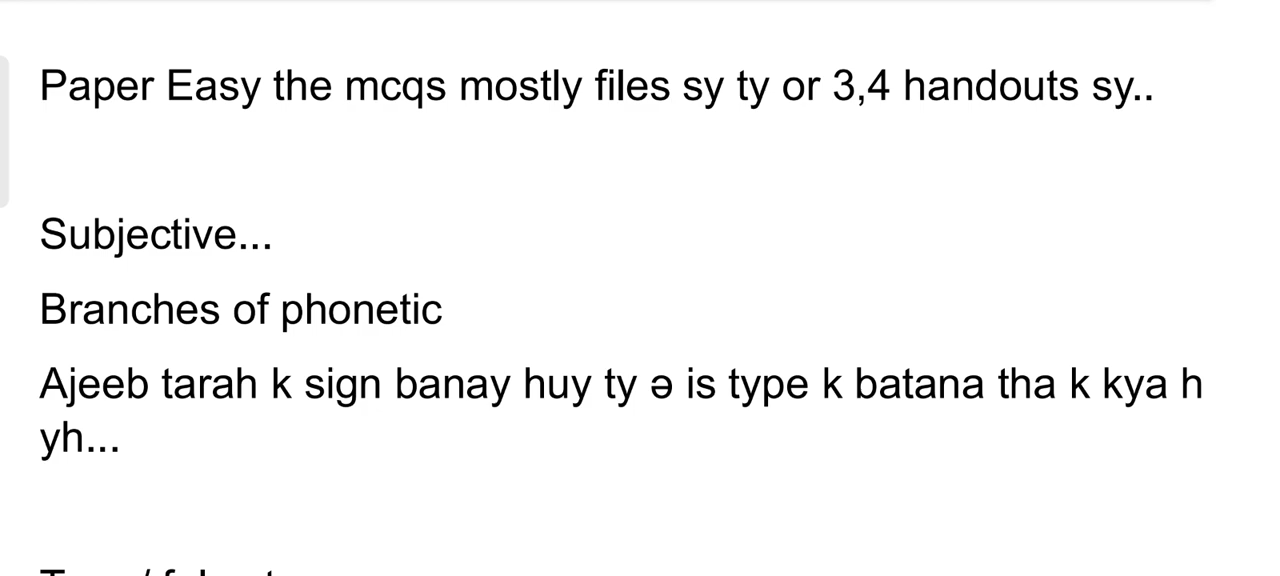 Paper Easy the mcqs mostly files sy ty or 3,4 handouts sy..
Subjective...
Branches of phonetic
Ajeeb tarah k sign banay huy ty ə is type k batana tha k kya h
yh...